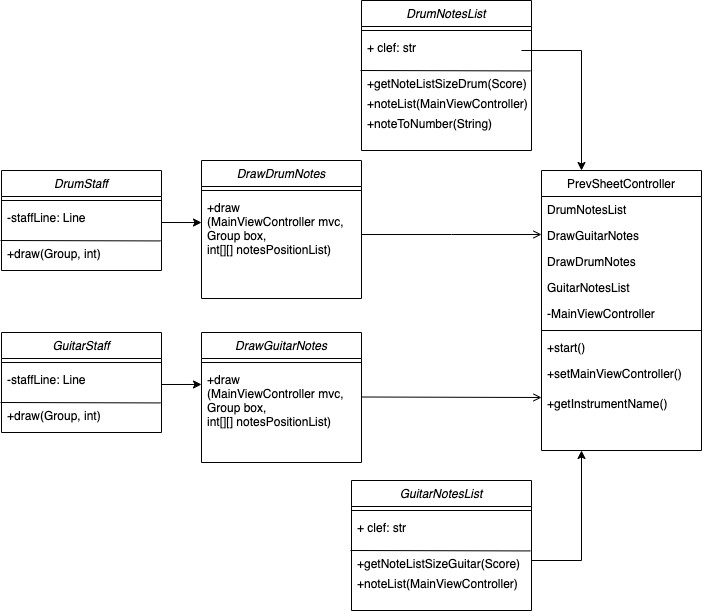 DrumNotesList
+ clef: str
+getNoteListSizeDrum(Score)
+noteList(MainViewController)
+noteToNumber(String)
DrumStaff
-staffLine: Line
+draw(Group, int)
DrawDrumNotes
+draw
(MainViewController mvc,
Group box,
int[][] notesPositionList)
PrevSheetController
DrumNotesList
DrawGuitarNotes
DrawDrumNotes
GuitarNotesList
-MainViewController
+start()
+setMainViewController()
+getInstrumentName()
GuitarStaff
-staffLine: Line
+draw(Group, int)
DrawGuitarNotes
+draw
(MainViewController mvc,
Group box,
int[][] notesPositionList)
GuitarNotesList
+ clef: str
+getNoteListSizeGuitar(Score)
+noteList(MainViewController)